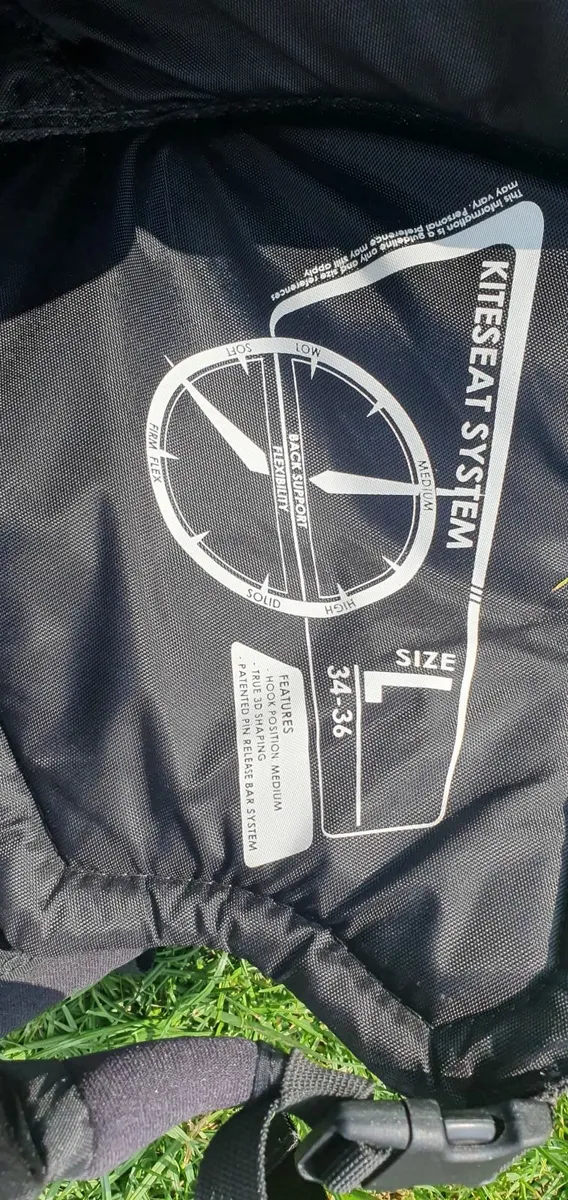 KITESEAT SYSTEM
This information is a guideline only and size references
may vary. Personal preference may still apply
LOW
MEDIUM
HIGH
BACK SUPPORT
FLEXIBILITY
SOFT
FIRM FLEX
SOLID
SIZE
L
34-36
FEATURES
· HOOK POSITION MEDIUM
· TRUE 3D SHAPING
· PATENTED PIN RELEASE BAR SYSTEM